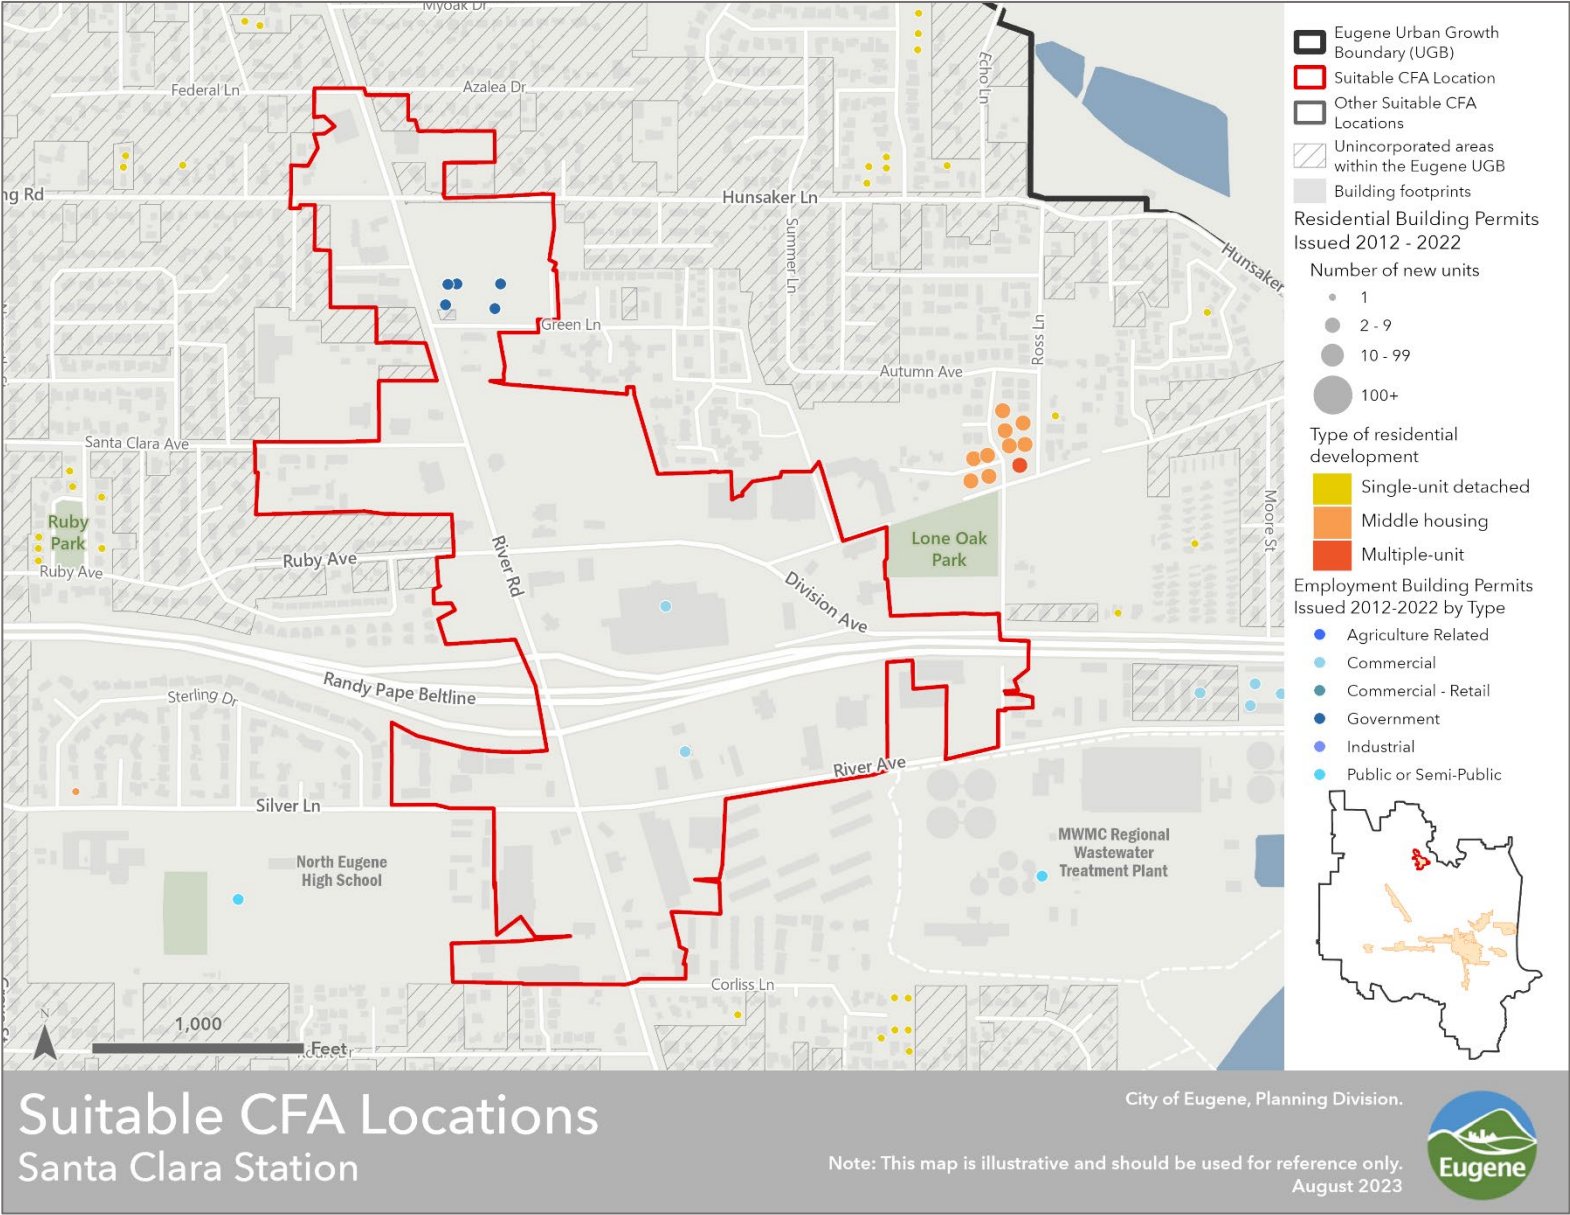 Myoak Dr
Federal Ln
Azalea Dr
Echo Ln
ng Rd
Hunsaker Ln
Summer Ln
Hunsaker
Green Ln
Ross Ln
Autumn Ave
Santa Clara Ave
Moore St
Ruby
Park
Ruby Ave
Ruby Ave
River Rd
Lone Oak
Park
Division Ave
Randy Pape Beltline
Sterling Dr
River Ave
Silver Ln
North Eugene
High School
MWMC Regional
Wastewater
Treatment Plant
Corliss Ln
N
1,000
Feet
Eugene Urban Growth
Boundary (UGB)
Suitable CFA Location
Other Suitable CFA
Locations
Unincorporated areas
within the Eugene UGB
Building footprints
Residential Building Permits
Issued 2012 - 2022
Number of new units
1
2 - 9
10 - 99
100+
Type of residential
development
Single-unit detached
Middle housing
Multiple-unit
Employment Building Permits
Issued 2012-2022 by Type
Agriculture Related
Commercial
Commercial - Retail
Government
Industrial
Public or Semi-Public
Suitable CFA Locations
Santa Clara Station
City of Eugene, Planning Division.
Note: This map is illustrative and should be used for reference only.
August 2023
Eugene